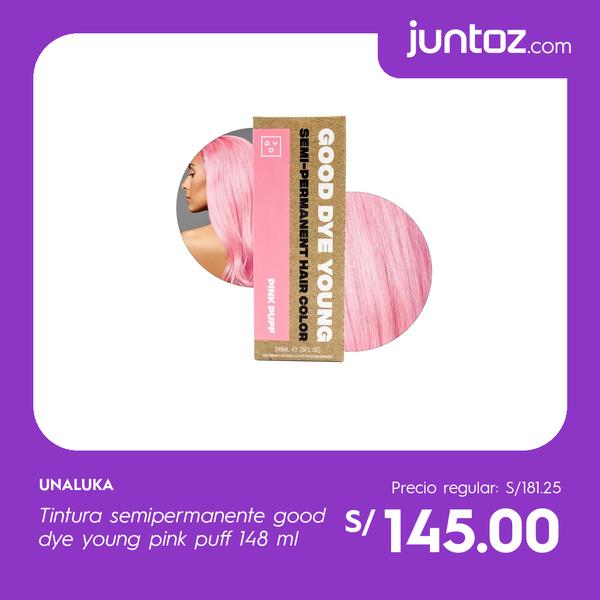 juntoz.com
GOOD DYE YOUNG
SEMI-PERMANENT HAIR COLOR
PINK PUFF
UNALUKA
Tintura semipermanente good
dye young pink puff 148 ml
Precio regular: S/181.25
S/145.00